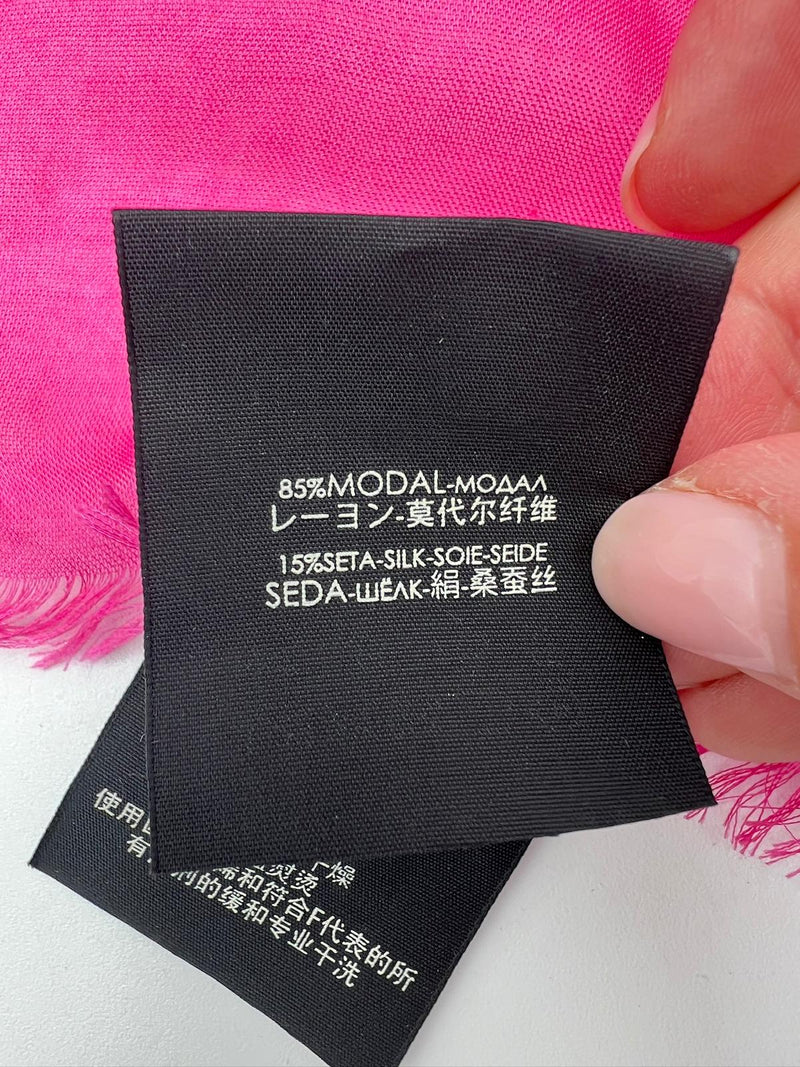 85%MODAL-МОДАЛ
レーヨン-莫代尔纤维
15%SETA-SILK-SOIE-SEIDE
SEDA-ШЁЛК-絹-桑蚕丝
使用
干燥
熨烫
有 和符合F代表的所
的缓和专业干洗